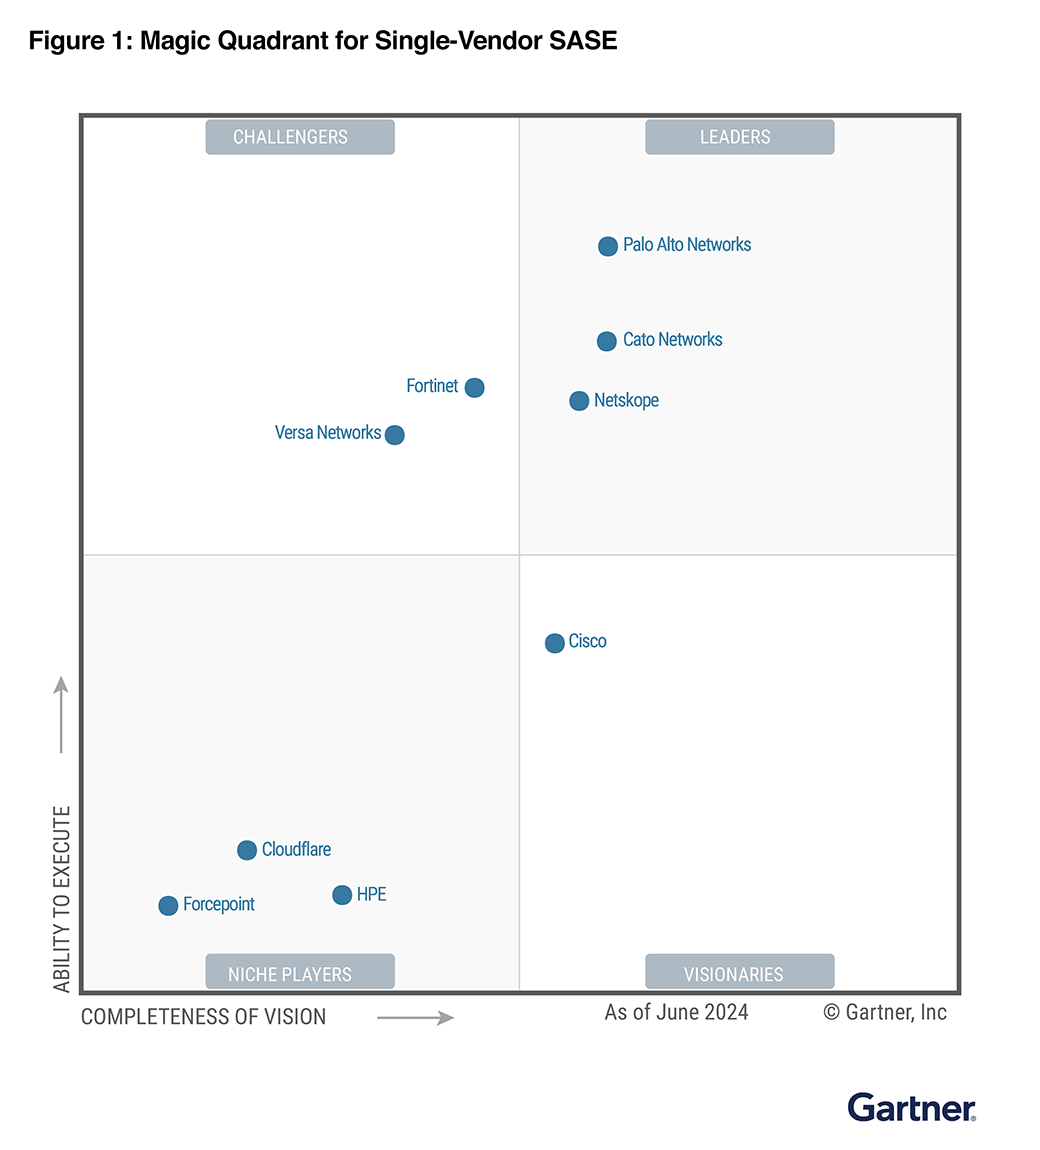 Figure 1: Magic Quadrant for Single-Vendor SASE
CHALLENGERS
LEADERS
Palo Alto Networks
Cato Networks
Fortinet
Netskope
Versa Networks
Cisco
Cloudflare
HPE
Forcepoint
NICHE PLAYERS
VISIONARIES
ABILITY TO EXECUTE
COMPLETENESS OF VISION
As of June 2024
© Gartner, Inc
Gartner®